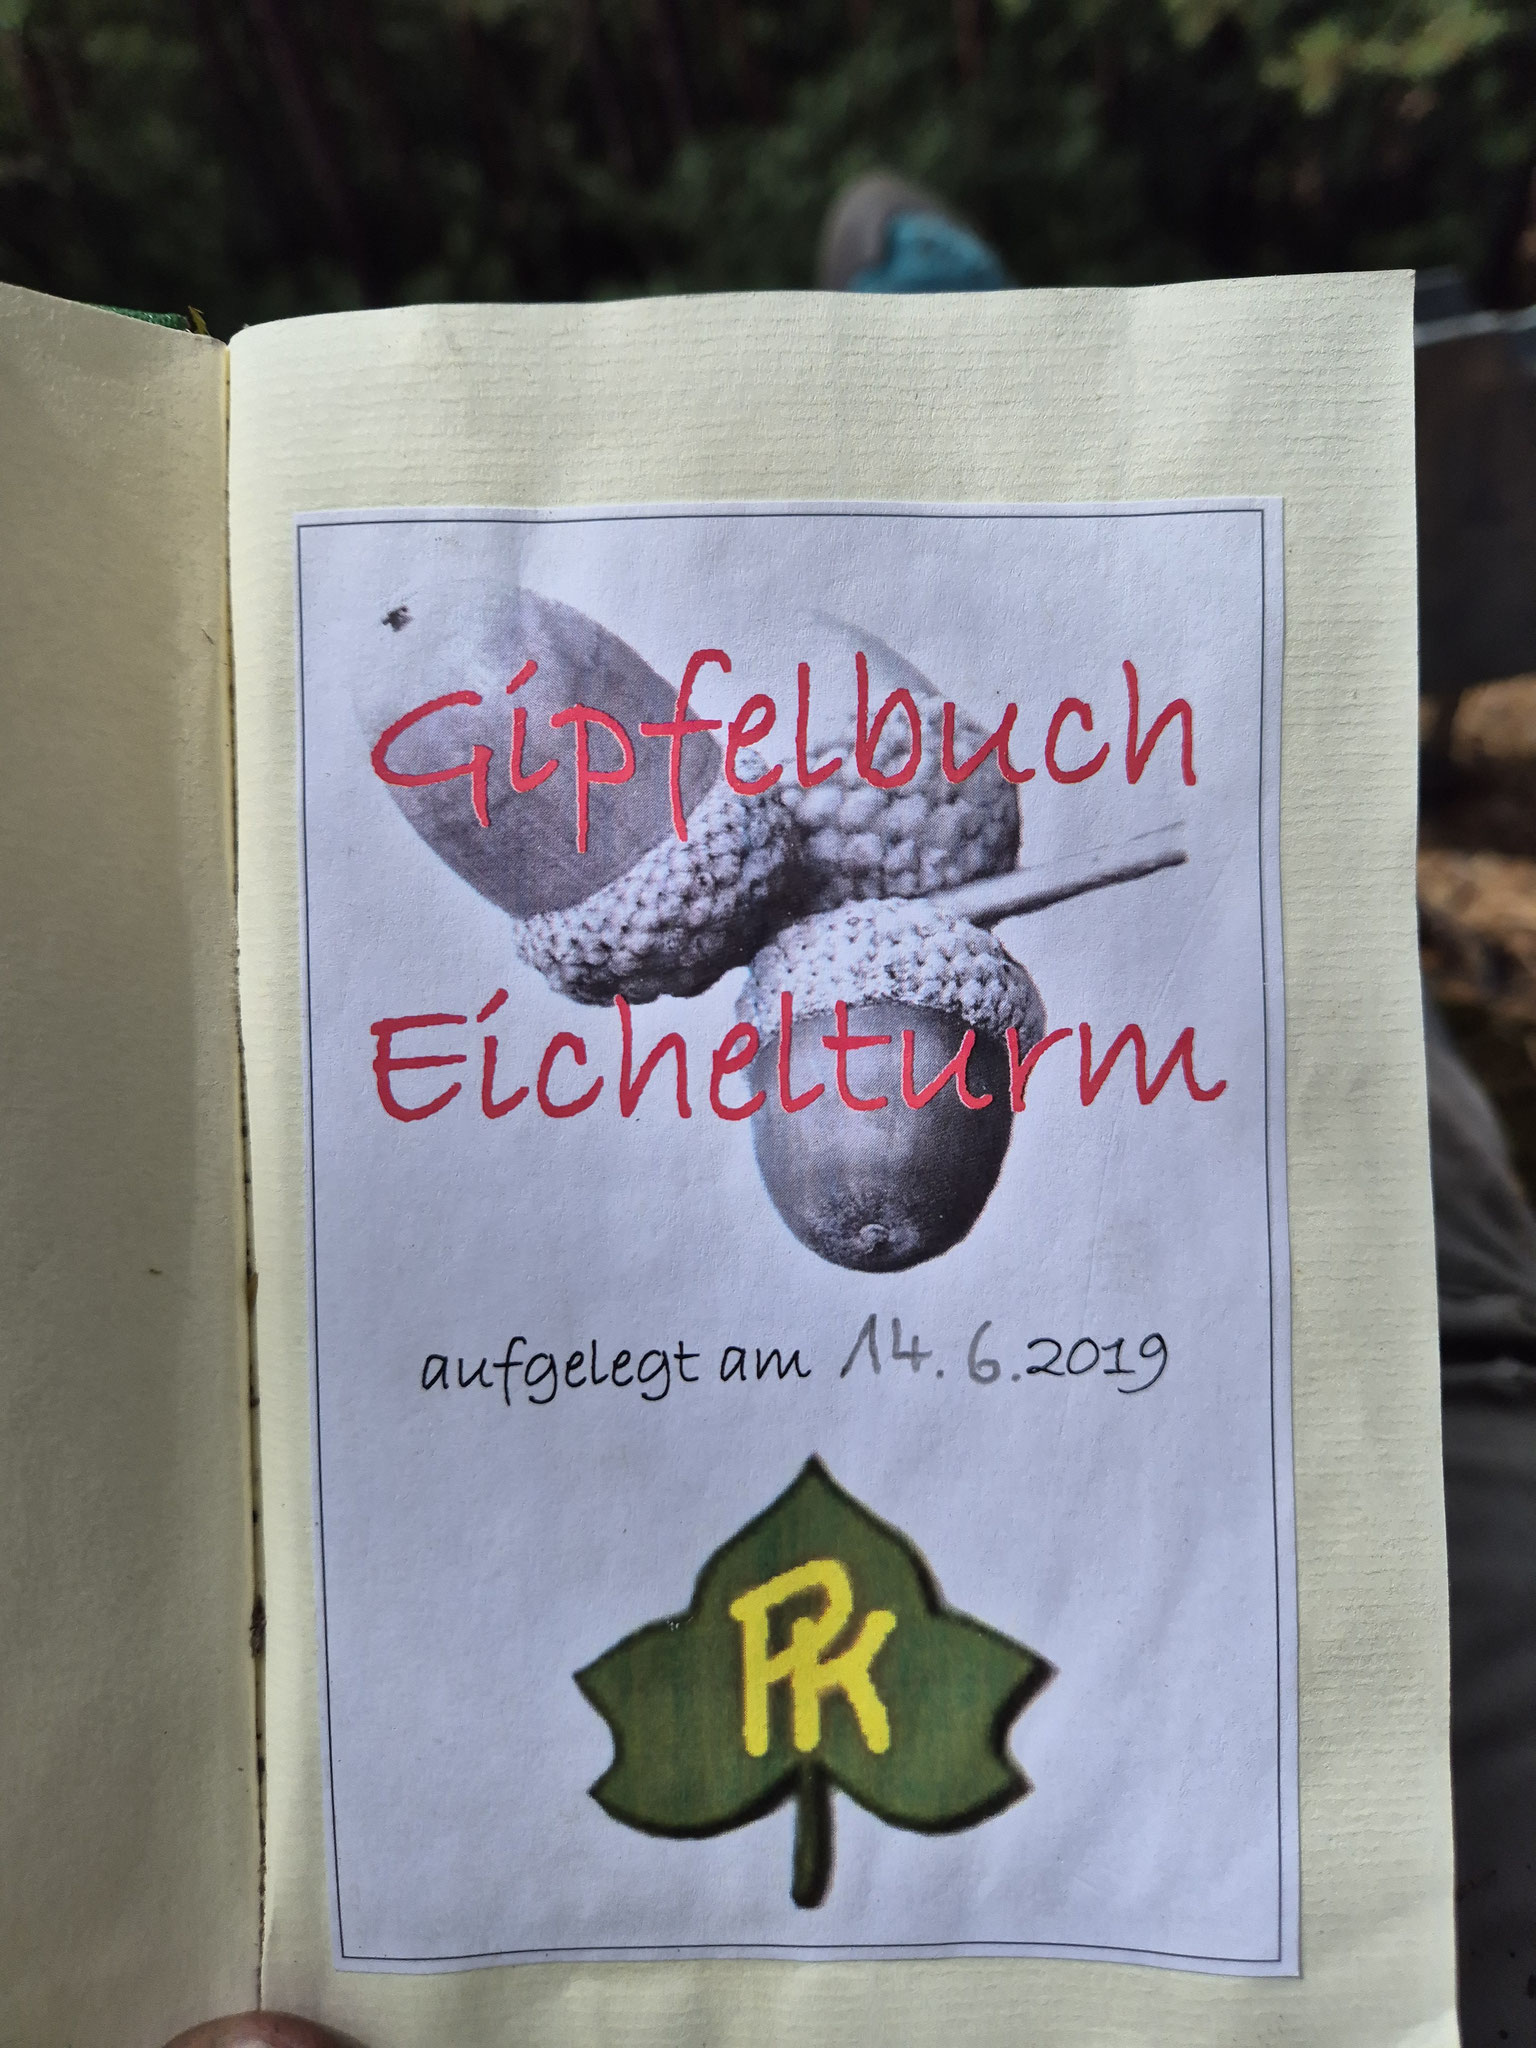 Gipfelbuch
Eichelturm
aufgelegt am 14.6.2019
PK